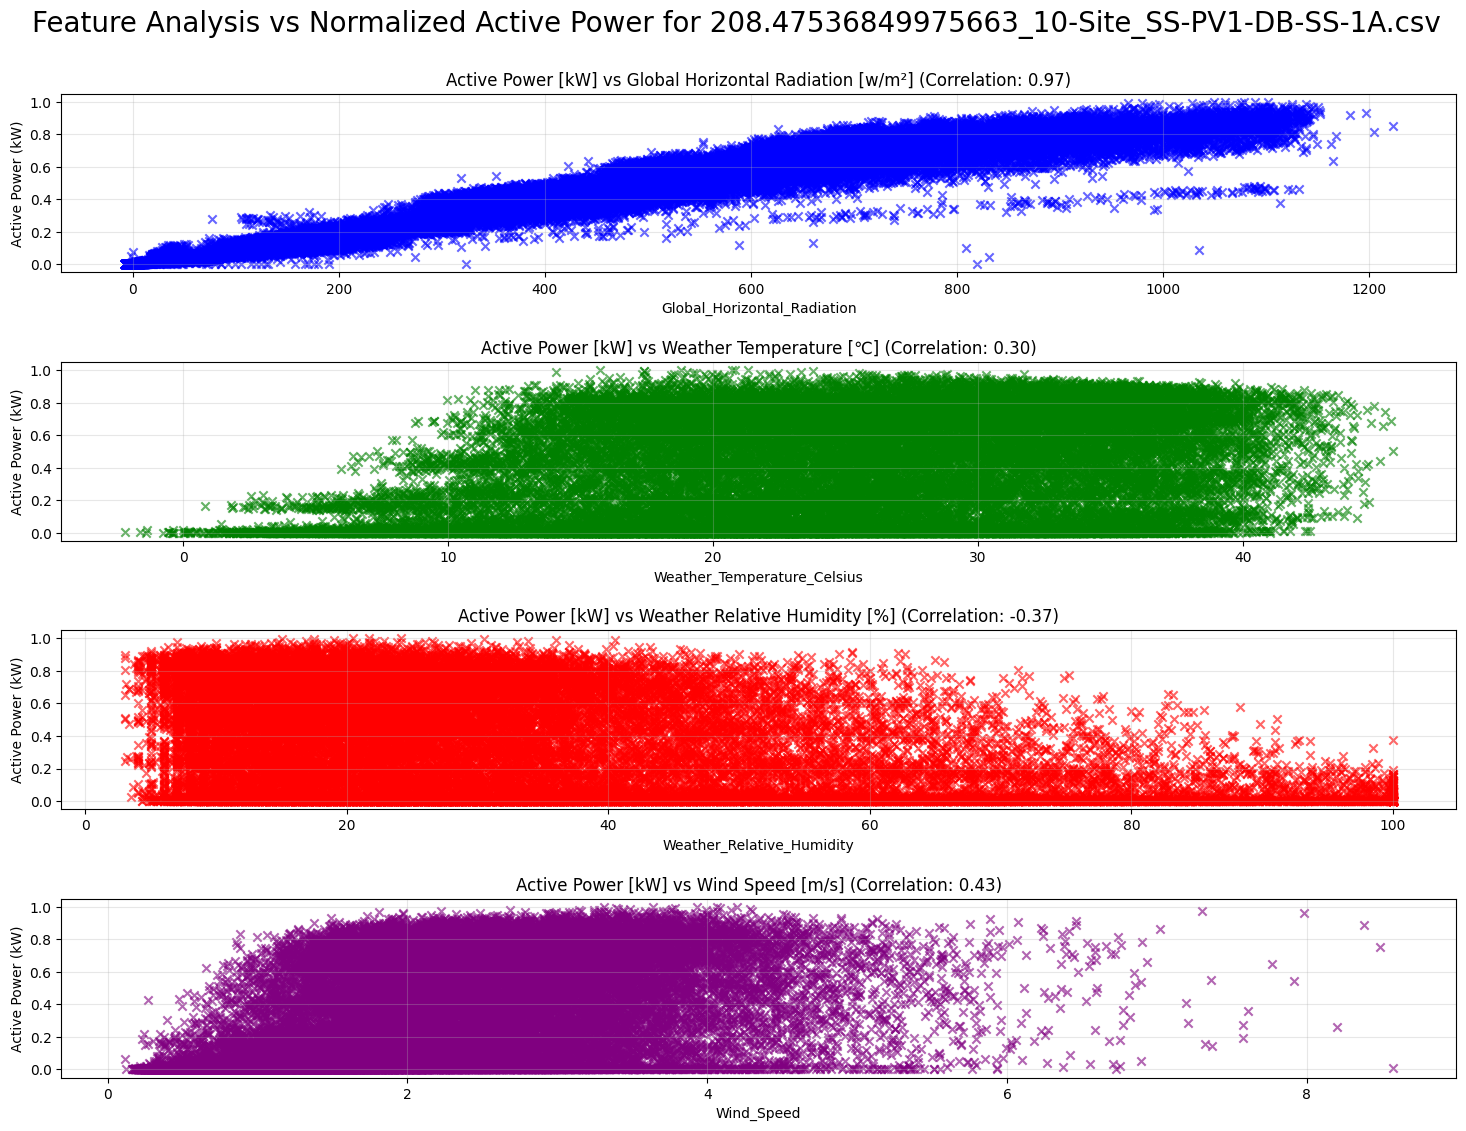 Feature Analysis vs Normalized Active Power for 208.47536849975663_10-Site_SS-PV1-DB-SS-1A.csv
Active Power [kW] vs Global Horizontal Radiation [w/m²] (Correlation: 0.97)
Active Power (kW)
1.0
0.8
0.6
0.4
0.2
0.0
0 200 400 600 800 1000 1200
Global_Horizontal_Radiation
Active Power [kW] vs Weather Temperature [℃] (Correlation: 0.30)
Active Power (kW)
1.0
0.8
0.6
0.4
0.2
0.0
0 10 20 30 40
Weather_Temperature_Celsius
Active Power [kW] vs Weather Relative Humidity [%] (Correlation: -0.37)
Active Power (kW)
1.0
0.8
0.6
0.4
0.2
0.0
0 20 40 60 80 100
Weather_Relative_Humidity
Active Power [kW] vs Wind Speed [m/s] (Correlation: 0.43)
Active Power (kW)
1.0
0.8
0.6
0.4
0.2
0.0
0 2 4 6 8
Wind_Speed